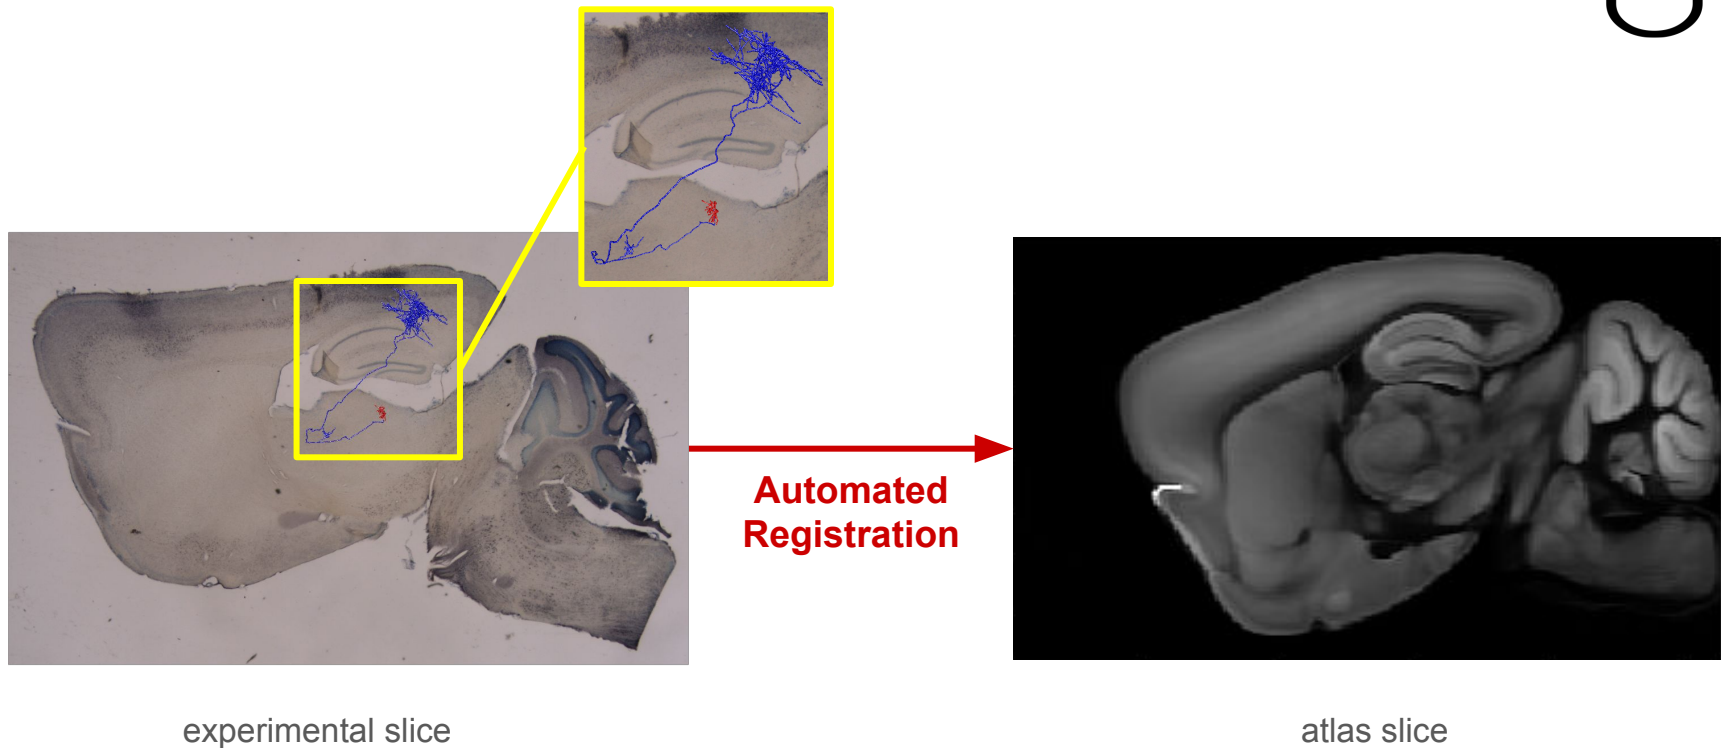 Automated
Registration
experimental slice
atlas slice